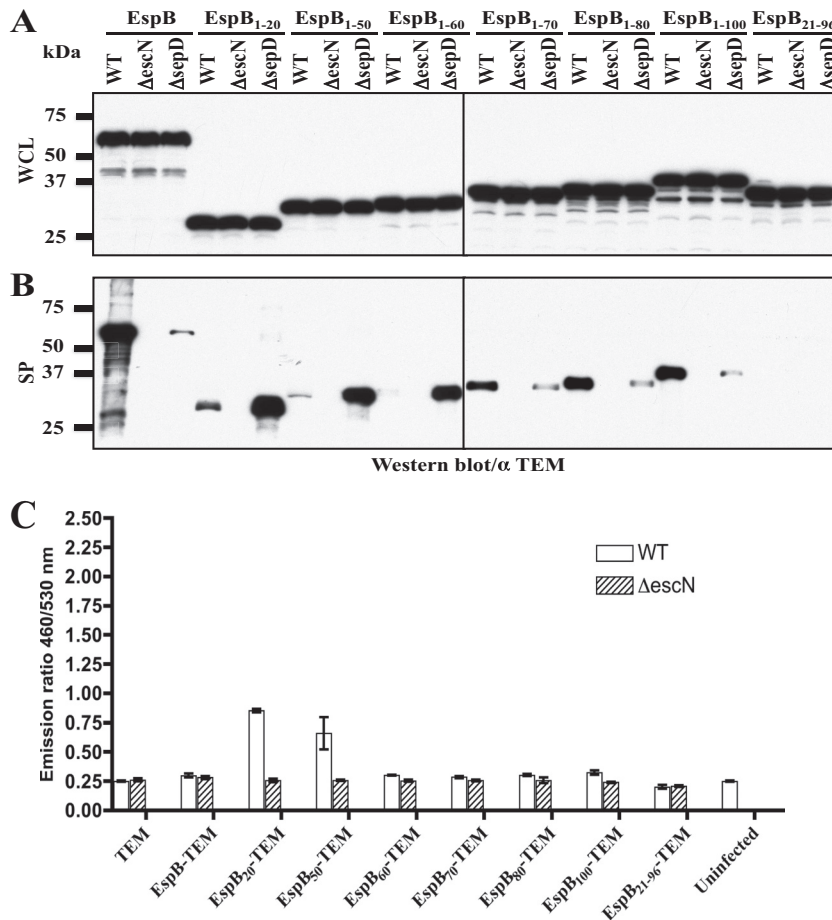 A
EspB EspB1–20 EspB1–50 EspB1–60 EspB1–70 EspB1–80 EspB1–100 EspB21–96
kDa
WT ΔescN ΔsepD WT ΔescN ΔsepD WT ΔescN ΔsepD WT ΔescN ΔsepD WT ΔescN ΔsepD WT ΔescN ΔsepD WT ΔescN ΔsepD WT ΔescN ΔsepD
WCL
75
50
37
25
B
SP
75
50
37
25
Western blot/α TEM
C
Emission ratio 460/530 nm
2.50
2.25
2.00
1.75
1.50
1.25
1.00
0.75
0.50
0.25
0.00
WT
ΔescN
TEM
EspB-TEM
EspB20-TEM
EspB50-TEM
EspB60-TEM
EspB70-TEM
EspB80-TEM
EspB100-TEM
EspB21-96-TEM
Uninfected